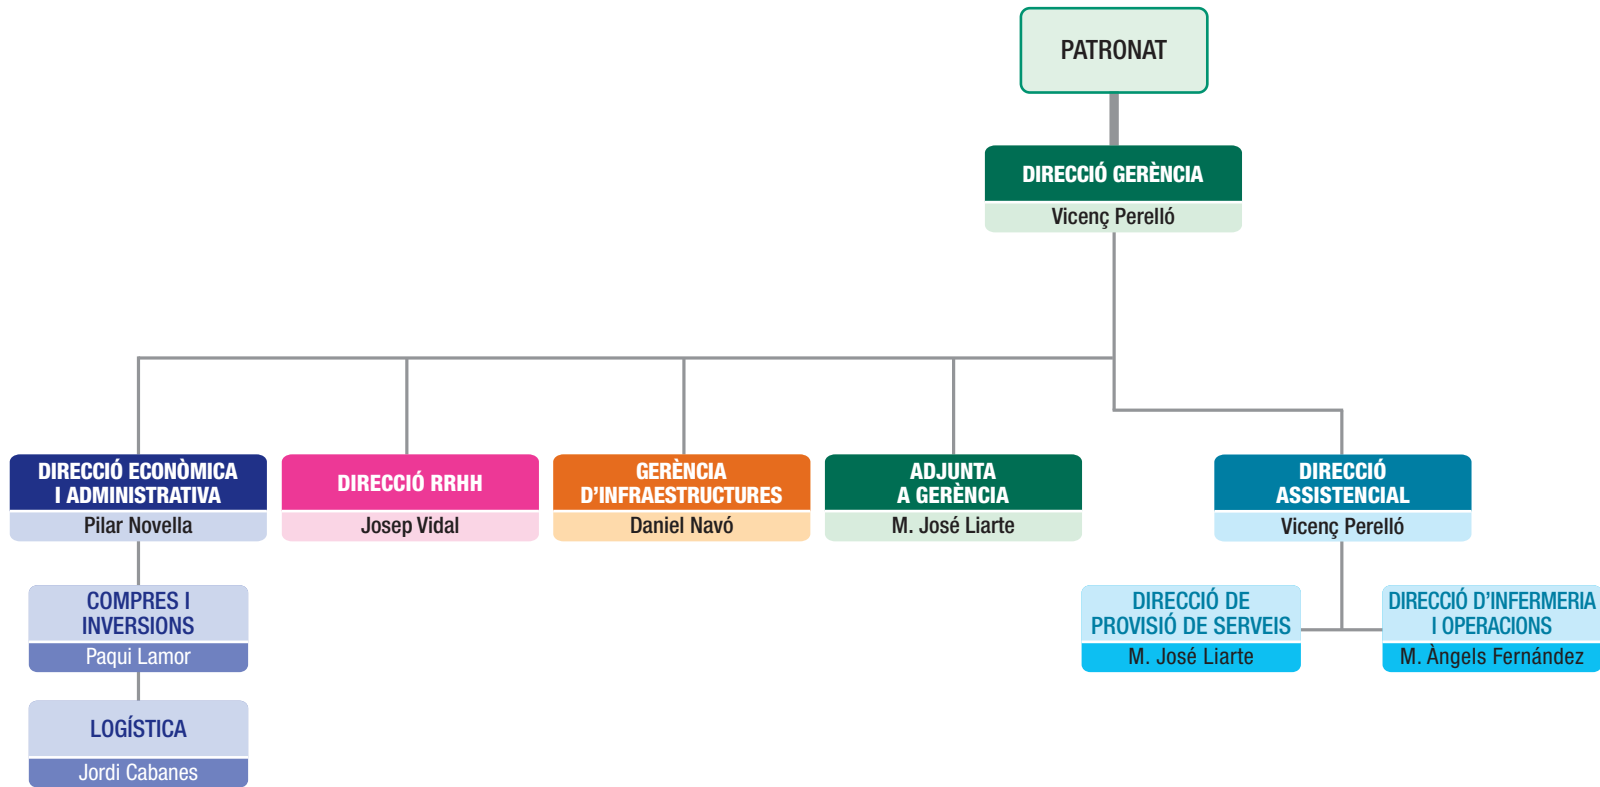 PATRONAT
DIRECCIÓ GERÈNCIA
Vicenç Perelló
DIRECCIÓ ECONÒMICA
I ADMINISTRATIVA
Pilar Novella
DIRECCIÓ RRHH
Josep Vidal
GERÈNCIA
D'INFRAESTRUCTURES
Daniel Navó
ADJUNTA
A GERÈNCIA
M. José Liarte
DIRECCIÓ
ASSISTENCIAL
Vicenç Perelló
COMPRES I
INVERSIONS
Paqui Lamor
DIRECCIÓ DE
PROVISIÓ DE SERVEIS
M. José Liarte
DIRECCIÓ D'INFERMERIA
I OPERACIONS
M. Àngels Fernández
LOGÍSTICA
Jordi Cabanes